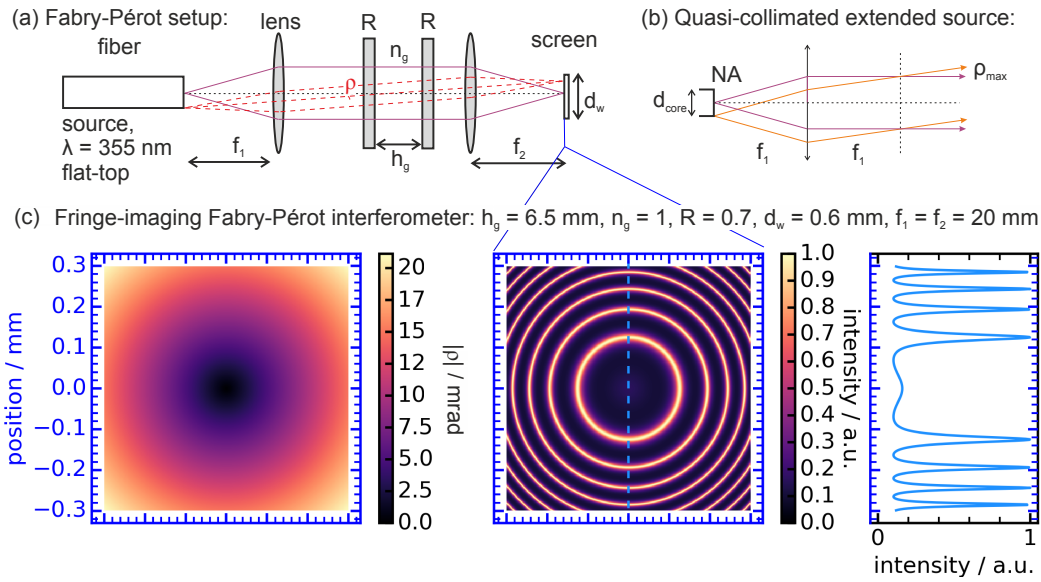 (a) Fabry-Pérot setup:
fiber
lens
R
R
n_g
screen
ρ
d_w
source,
λ = 355 nm
flat-top
f_1
h_g
f_2
(b) Quasi-collimated extended source:
NA
ρ_max
d_core
f_1
f_1
(c) Fringe-imaging Fabry-Pérot interferometer: h_g = 6.5 mm, n_g = 1, R = 0.7, d_w = 0.6 mm, f_1 = f_2 = 20 mm
position / mm
0.3
0.2
0.1
0.0
−0.1
−0.2
−0.3
20
17.5
15
12.5
10
7.5
5.0
2.5
0.0
|ρ| / mrad
1.0
0.9
0.8
0.7
0.6
0.5
0.4
0.3
0.2
0.1
0.0
intensity / a.u.
0
1
intensity / a.u.